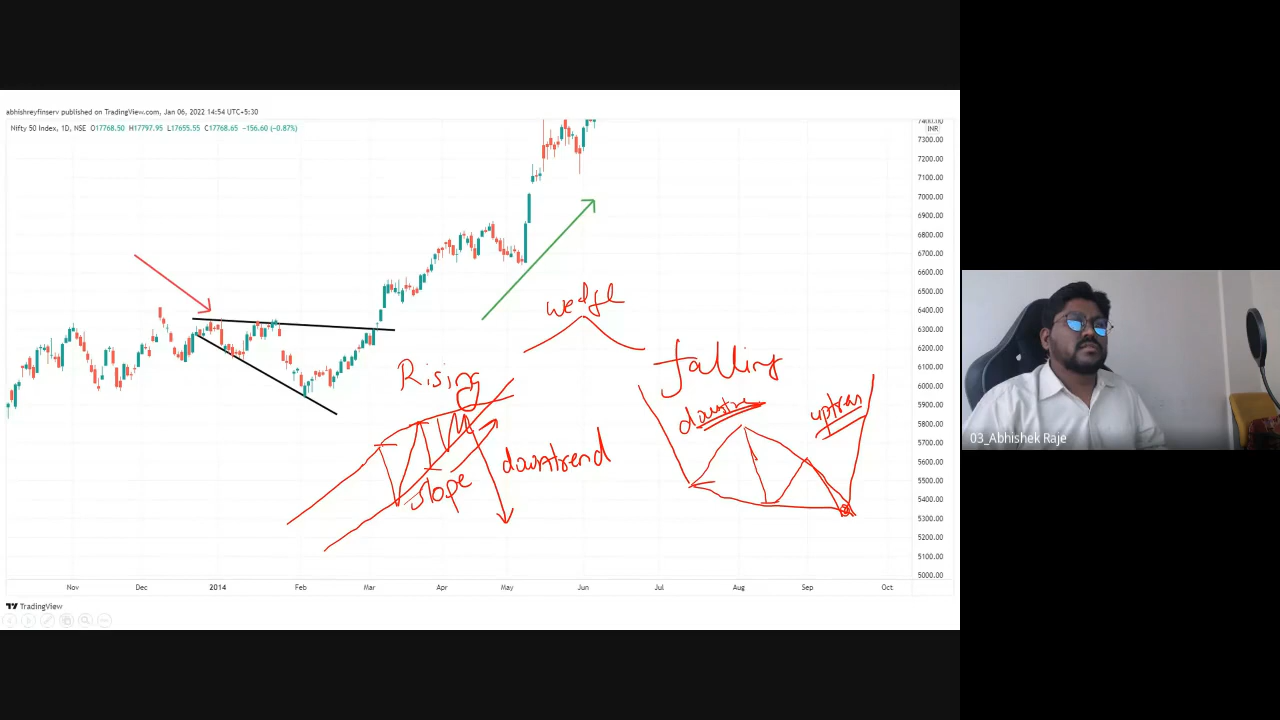 abhishreyfinserv published on TradingView.com, Jan 06, 2022 14:54 UTC+5:30
Nifty 50 Index, 1D, NSE O17768.50 H17797.95 L17655.55 C17768.65 −156.60 (−0.87%)
7400.00
INR
7300.00
7200.00
7100.00
7000.00
6900.00
6800.00
6700.00
6600.00
6500.00
6400.00
6300.00
6200.00
6100.00
6000.00
5900.00
5800.00
5700.00
5600.00
5500.00
5400.00
5300.00
5200.00
5100.00
5000.00
wedge
Rising
falling
downtre
uptren
downtrend
slope
Nov Dec 2014 Feb Mar Apr May Jun Jul Aug Sep Oct
TradingView
03_Abhishek Raje